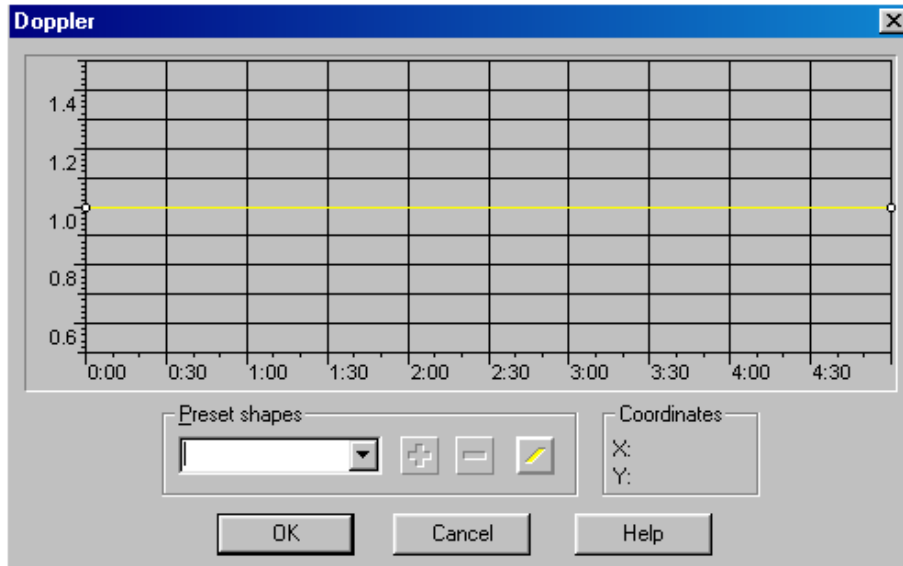 Doppler
1.4
1.2
1.0
0.8
0.6
0:00 0:30 1:00 1:30 2:00 2:30 3:00 3:30 4:00 4:30
Preset shapes
Coordinates
X:
Y:
OK Cancel Help